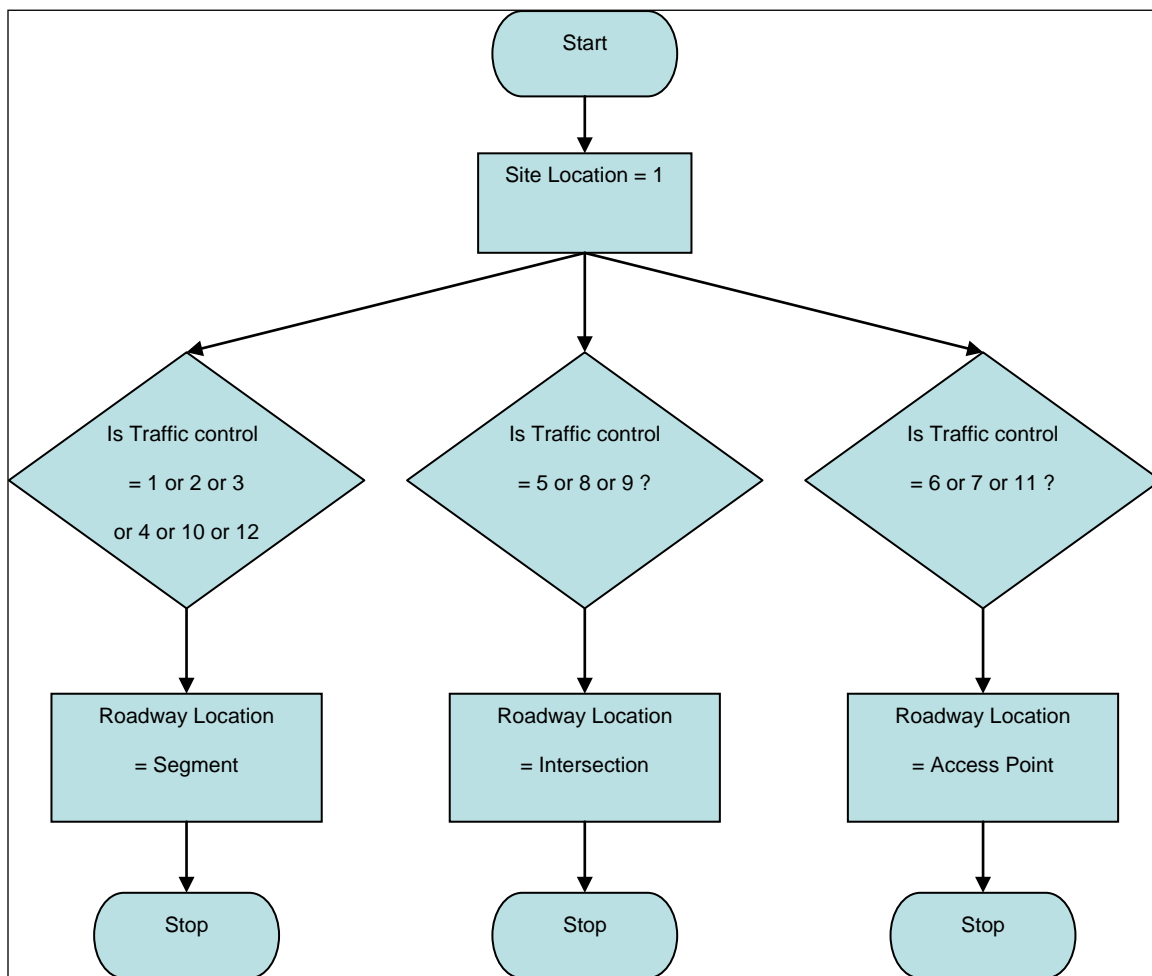 Start
Site Location = 1
Is Traffic control
= 1 or 2 or 3
or 4 or 10 or 12
Is Traffic control
= 5 or 8 or 9 ?
Is Traffic control
= 6 or 7 or 11 ?
Roadway Location
= Segment
Roadway Location
= Intersection
Roadway Location
= Access Point
Stop
Stop
Stop